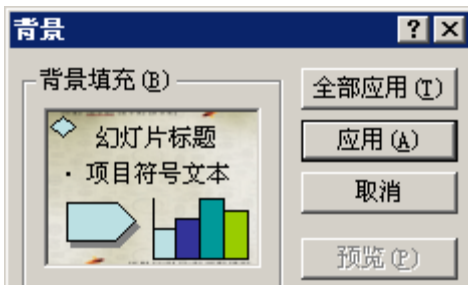 背景
背景填充(B)
全部应用(T)
幻灯片标题
应用(A)
· 项目符号文本
取消
预览(P)